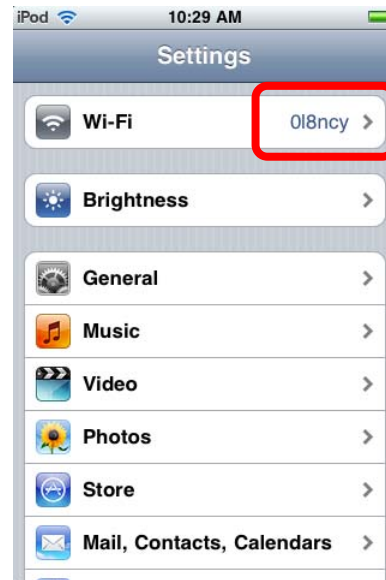 iPod 10:29 AM
Settings
Wi-Fi 0l8ncy
Brightness
General
Music
Video
Photos
Store
Mail, Contacts, Calendars